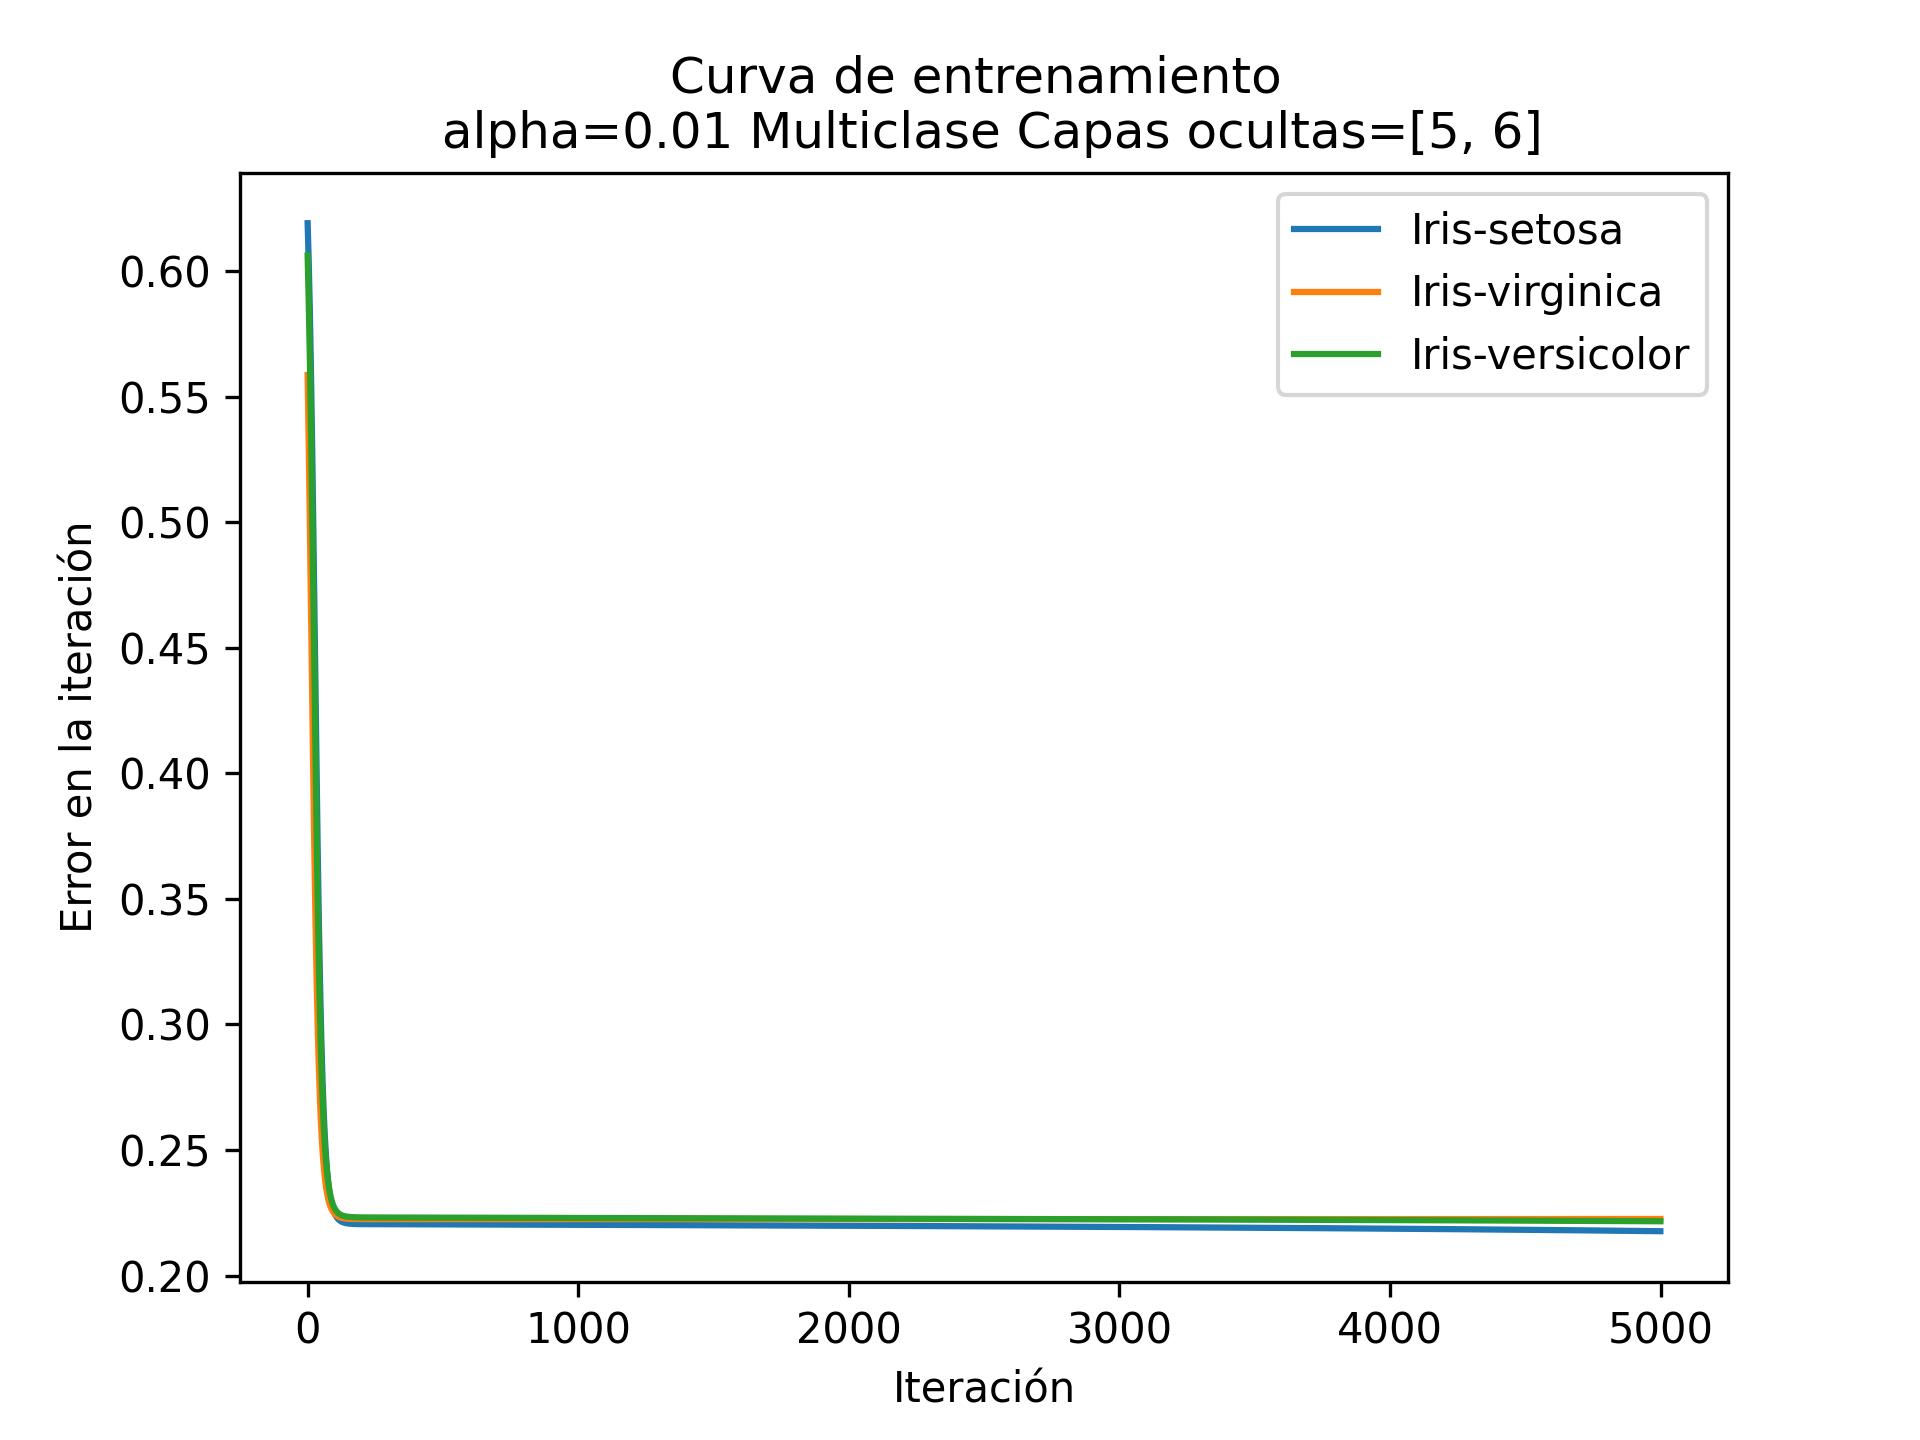 Curva de entrenamiento
alpha=0.01 Multiclase Capas ocultas=[5, 6]
Iris-setosa
Iris-virginica
Iris-versicolor
Error en la iteración
0.60
0.55
0.50
0.45
0.40
0.35
0.30
0.25
0.20
0 1000 2000 3000 4000 5000
Iteración